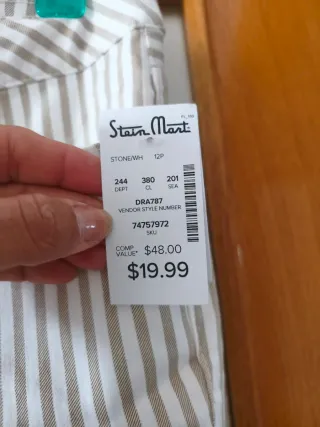 Stein Mart
STONE/WH 12P
244 380 201
DEPT CL SEA
DRA787
VENDOR STYLE NUMBER
74757972
SKU
COMP VALUE* $48.00
$19.99